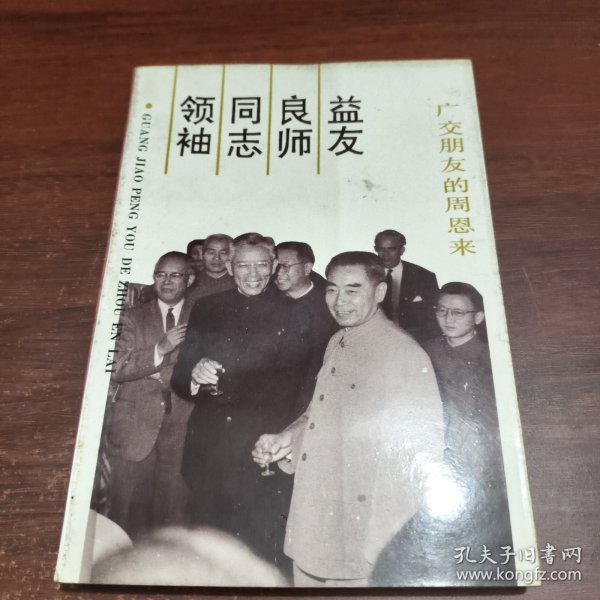 领袖
同志
良师
益友
广交朋友的周恩来
GUANG JIAO PENG YOU DE ZHOU EN LAI
孔夫子旧书网
www.kongfz.com